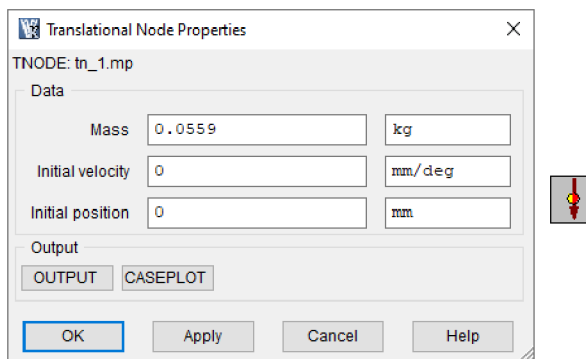 Translational Node Properties
TNODE: tn_1.mp
Data
Mass 0.0559 kg
Initial velocity 0 mm/deg
Initial position 0 mm
Output
OUTPUT CASEPLOT
OK Apply Cancel Help